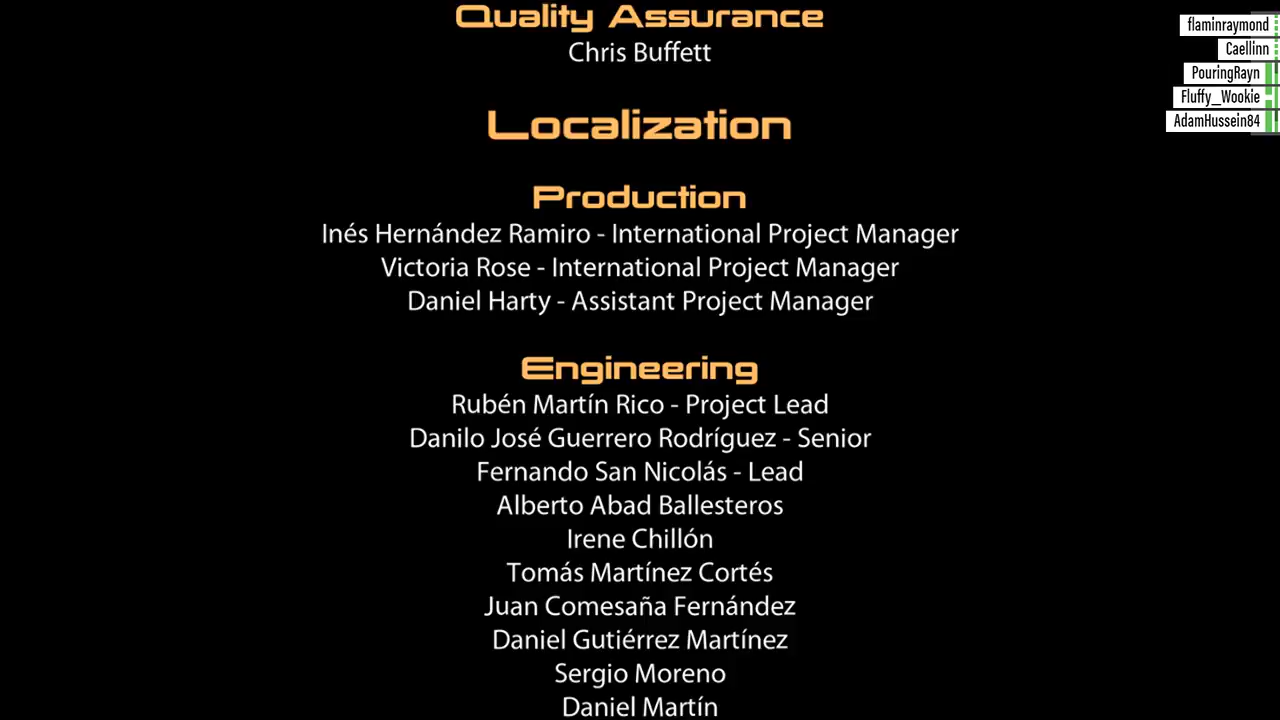 Quality Assurance
Chris Buffett
Localization
Production
Inés Hernández Ramiro - International Project Manager
Victoria Rose - International Project Manager
Daniel Harty - Assistant Project Manager
Engineering
Rubén Martín Rico - Project Lead
Danilo José Guerrero Rodríguez - Senior
Fernando San Nicolás - Lead
Alberto Abad Ballesteros
Irene Chillón
Tomás Martínez Cortés
Juan Comesaña Fernández
Daniel Gutiérrez Martínez
Sergio Moreno
Daniel Martín
flaminraymond
Caellinn
PouringRayn
Fluffy_Wookie
AdamHussein84